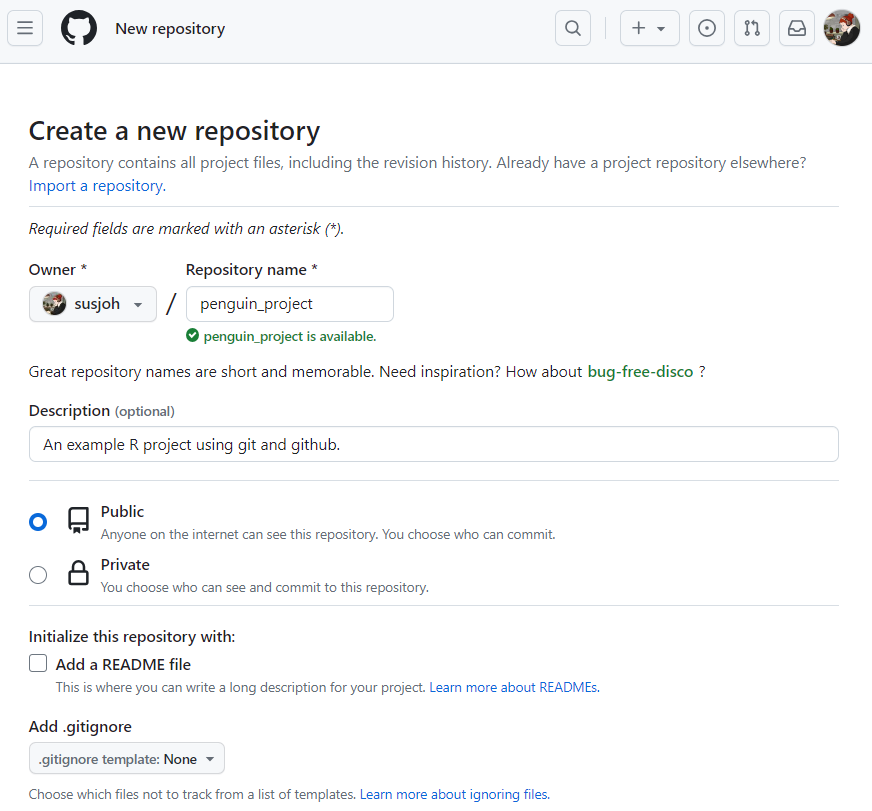 New repository
Create a new repository
A repository contains all project files, including the revision history. Already have a project repository elsewhere?
Import a repository.
Required fields are marked with an asterisk (*).
Owner * Repository name *
susjoh / penguin_project
penguin_project is available.
Great repository names are short and memorable. Need inspiration? How about bug-free-disco ?
Description (optional)
An example R project using git and github.
Public
Anyone on the internet can see this repository. You choose who can commit.
Private
You choose who can see and commit to this repository.
Initialize this repository with:
Add a README file
This is where you can write a long description for your project. Learn more about READMEs.
Add .gitignore
.gitignore template: None
Choose which files not to track from a list of templates. Learn more about ignoring files.